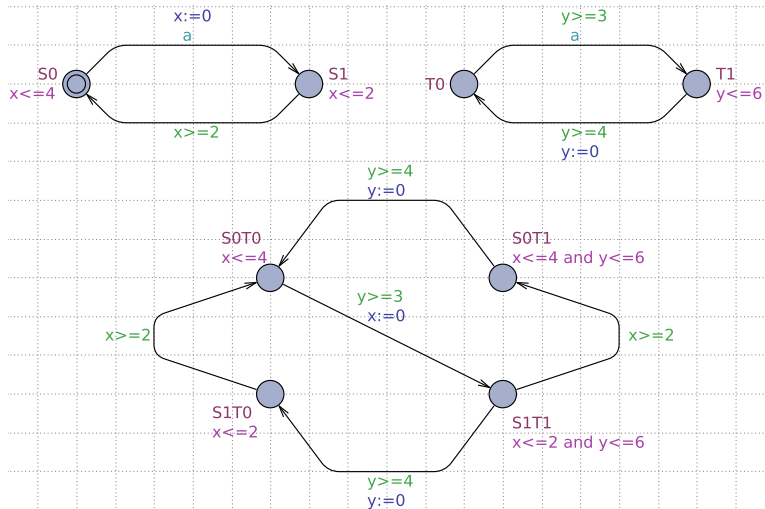 x:=0
a
S0
x<=4
S1
x<=2
x>=2
y>=3
a
T0
T1
y<=6
y>=4
y:=0
y>=4
y:=0
S0T0
x<=4
S0T1
x<=4 and y<=6
y>=3
x:=0
x>=2
x>=2
S1T0
x<=2
S1T1
x<=2 and y<=6
y>=4
y:=0